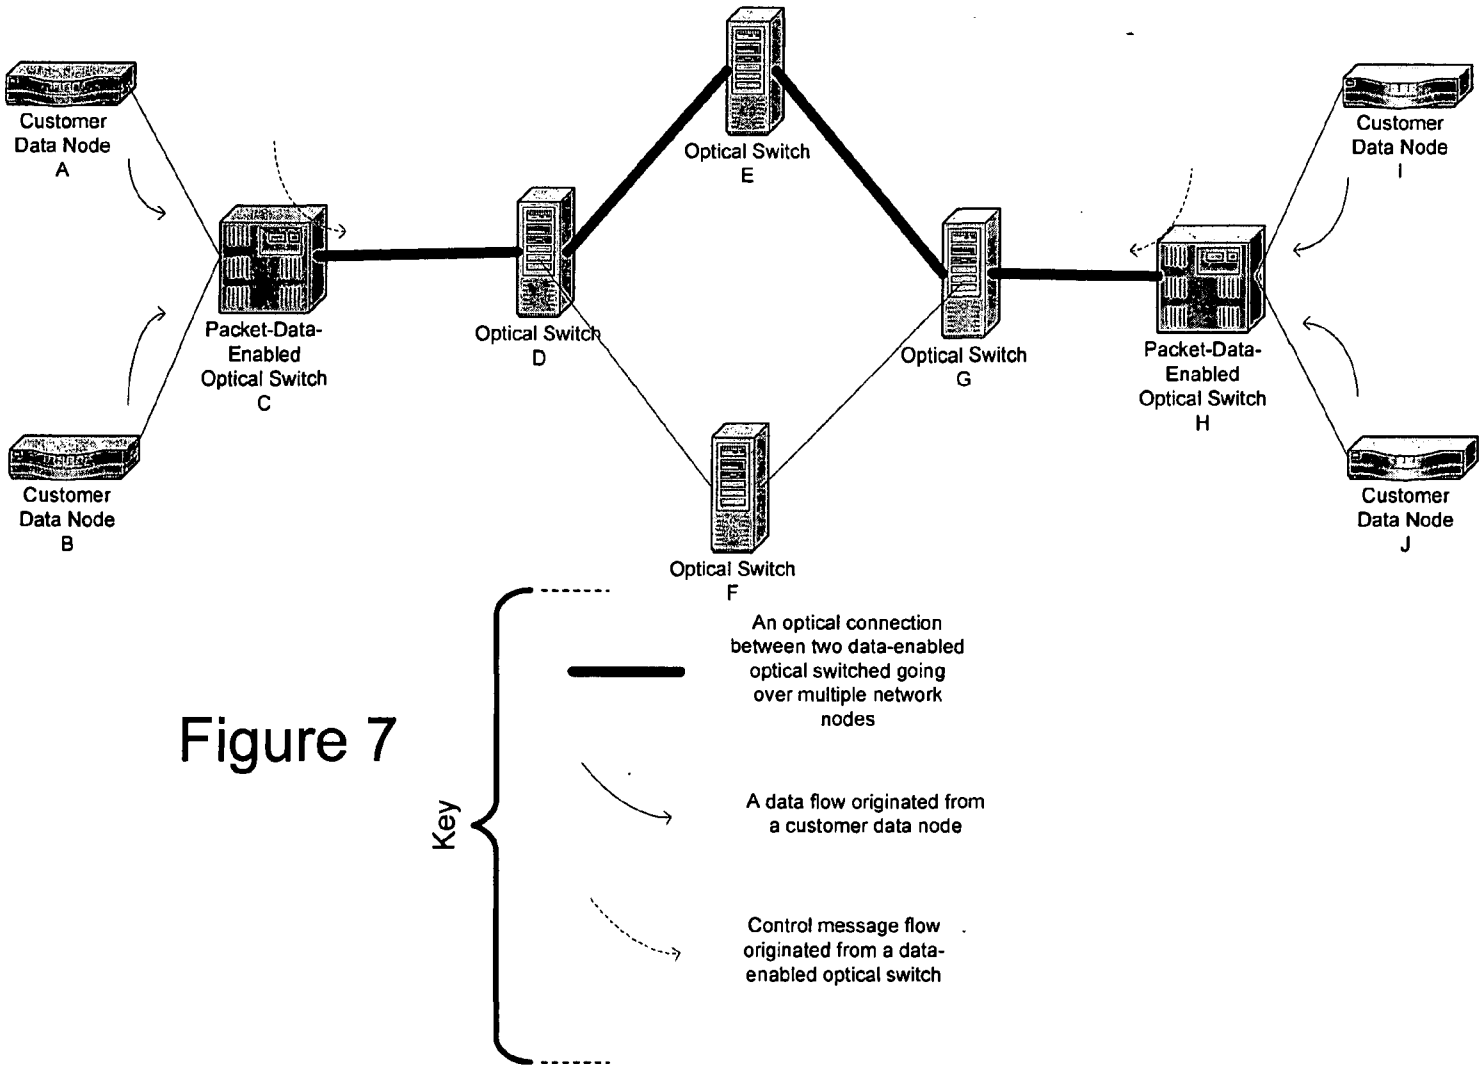 Customer
Data Node
A
Optical Switch
E
Customer
Data Node
I
Packet-Data-
Enabled
Optical Switch
C
Optical Switch
D
Optical Switch
G
Packet-Data-
Enabled
Optical Switch
H
Customer
Data Node
B
Optical Switch
F
Customer
Data Node
J
Figure 7
Key
An optical connection
between two data-enabled
optical switched going
over multiple network
nodes
A data flow originated from
a customer data node
Control message flow
originated from a data-
enabled optical switch